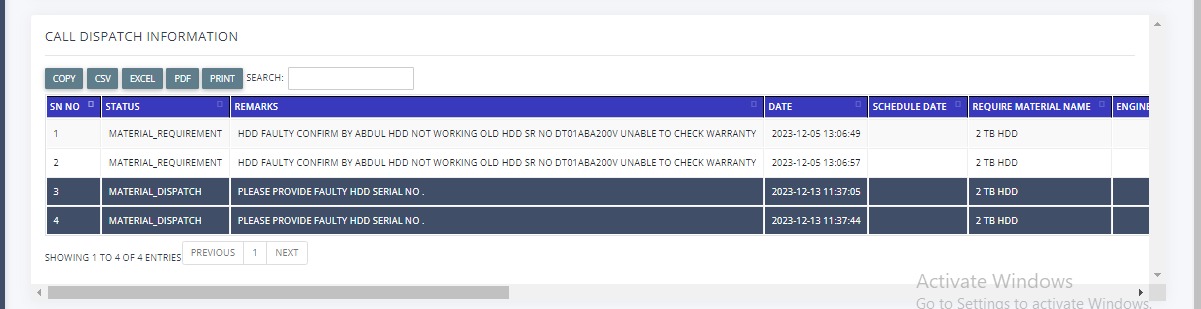 CALL DISPATCH INFORMATION
COPY CSV EXCEL PDF PRINT SEARCH:
SN NO STATUS REMARKS DATE SCHEDULE DATE REQUIRE MATERIAL NAME ENGINE
1 MATERIAL_REQUIREMENT HDD FAULTY CONFIRM BY ABDUL HDD NOT WORKING OLD HDD SR NO DT01ABA200V UNABLE TO CHECK WARRANTY 2023-12-05 13:06:49 2 TB HDD
2 MATERIAL_REQUIREMENT HDD FAULTY CONFIRM BY ABDUL HDD NOT WORKING OLD HDD SR NO DT01ABA200V UNABLE TO CHECK WARRANTY 2023-12-05 13:06:57 2 TB HDD
3 MATERIAL_DISPATCH PLEASE PROVIDE FAULTY HDD SERIAL NO . 2023-12-13 11:37:05 2 TB HDD
4 MATERIAL_DISPATCH PLEASE PROVIDE FAULTY HDD SERIAL NO . 2023-12-13 11:37:44 2 TB HDD
SHOWING 1 TO 4 OF 4 ENTRIES PREVIOUS 1 NEXT
Activate Windows
Go to Settings to activate Windows.